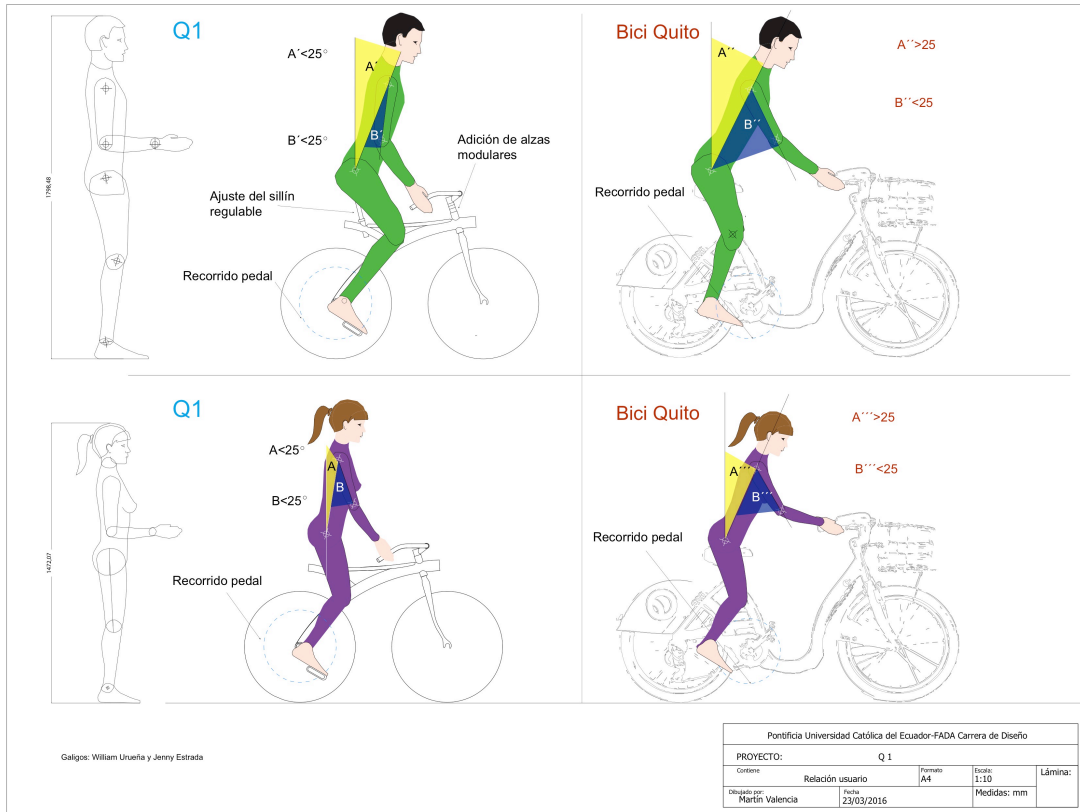 Q1
A´<25°
A´
B´<25°
B´
Adición de alzas
modulares
Ajuste del sillín
regulable
Recorrido pedal
1798,48
Bici Quito
A´´
A´´>25
B´´<25
B´´
Recorrido pedal
Q1
A<25°
A
B<25°
B
Recorrido pedal
1472,07
Bici Quito
A´´´
A´´´>25
B´´´<25
B´´´
Recorrido pedal
Galigos: William Urueña y Jenny Estrada
Pontificia Universidad Católica del Ecuador-FADA Carrera de Diseño
PROYECTO: Q 1
Contiene
Relación usuario
Formato
A4
Escala:
1:10
Lámina:
Dibujado por:
Martín Valencia
Fecha
23/03/2016
Medidas: mm